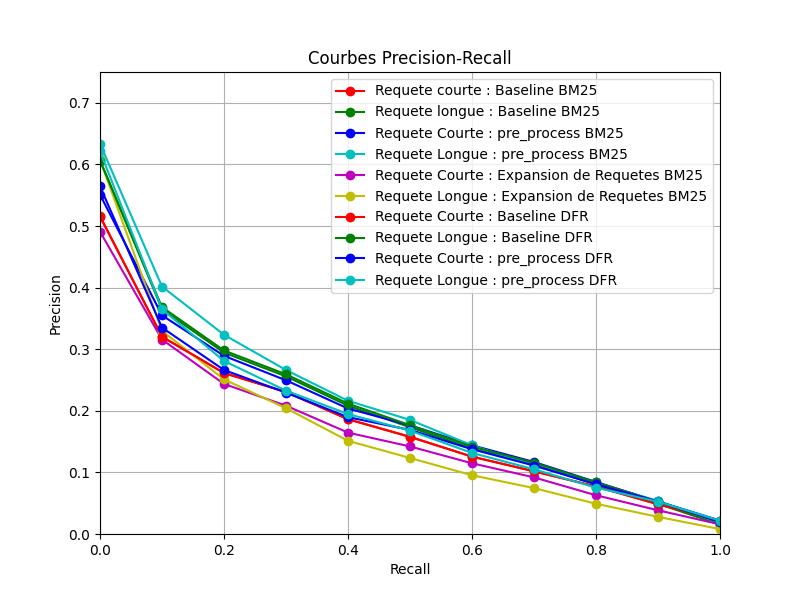 Courbes Precision-Recall
Requete courte : Baseline BM25
Requete longue : Baseline BM25
Requete Courte : pre_process BM25
Requete Longue : pre_process BM25
Requete Courte : Expansion de Requetes BM25
Requete Longue : Expansion de Requetes BM25
Requete Courte : Baseline DFR
Requete Longue : Baseline DFR
Requete Courte : pre_process DFR
Requete Longue : pre_process DFR
Precision
0.7
0.6
0.5
0.4
0.3
0.2
0.1
0.0
0.0 0.2 0.4 0.6 0.8 1.0
Recall